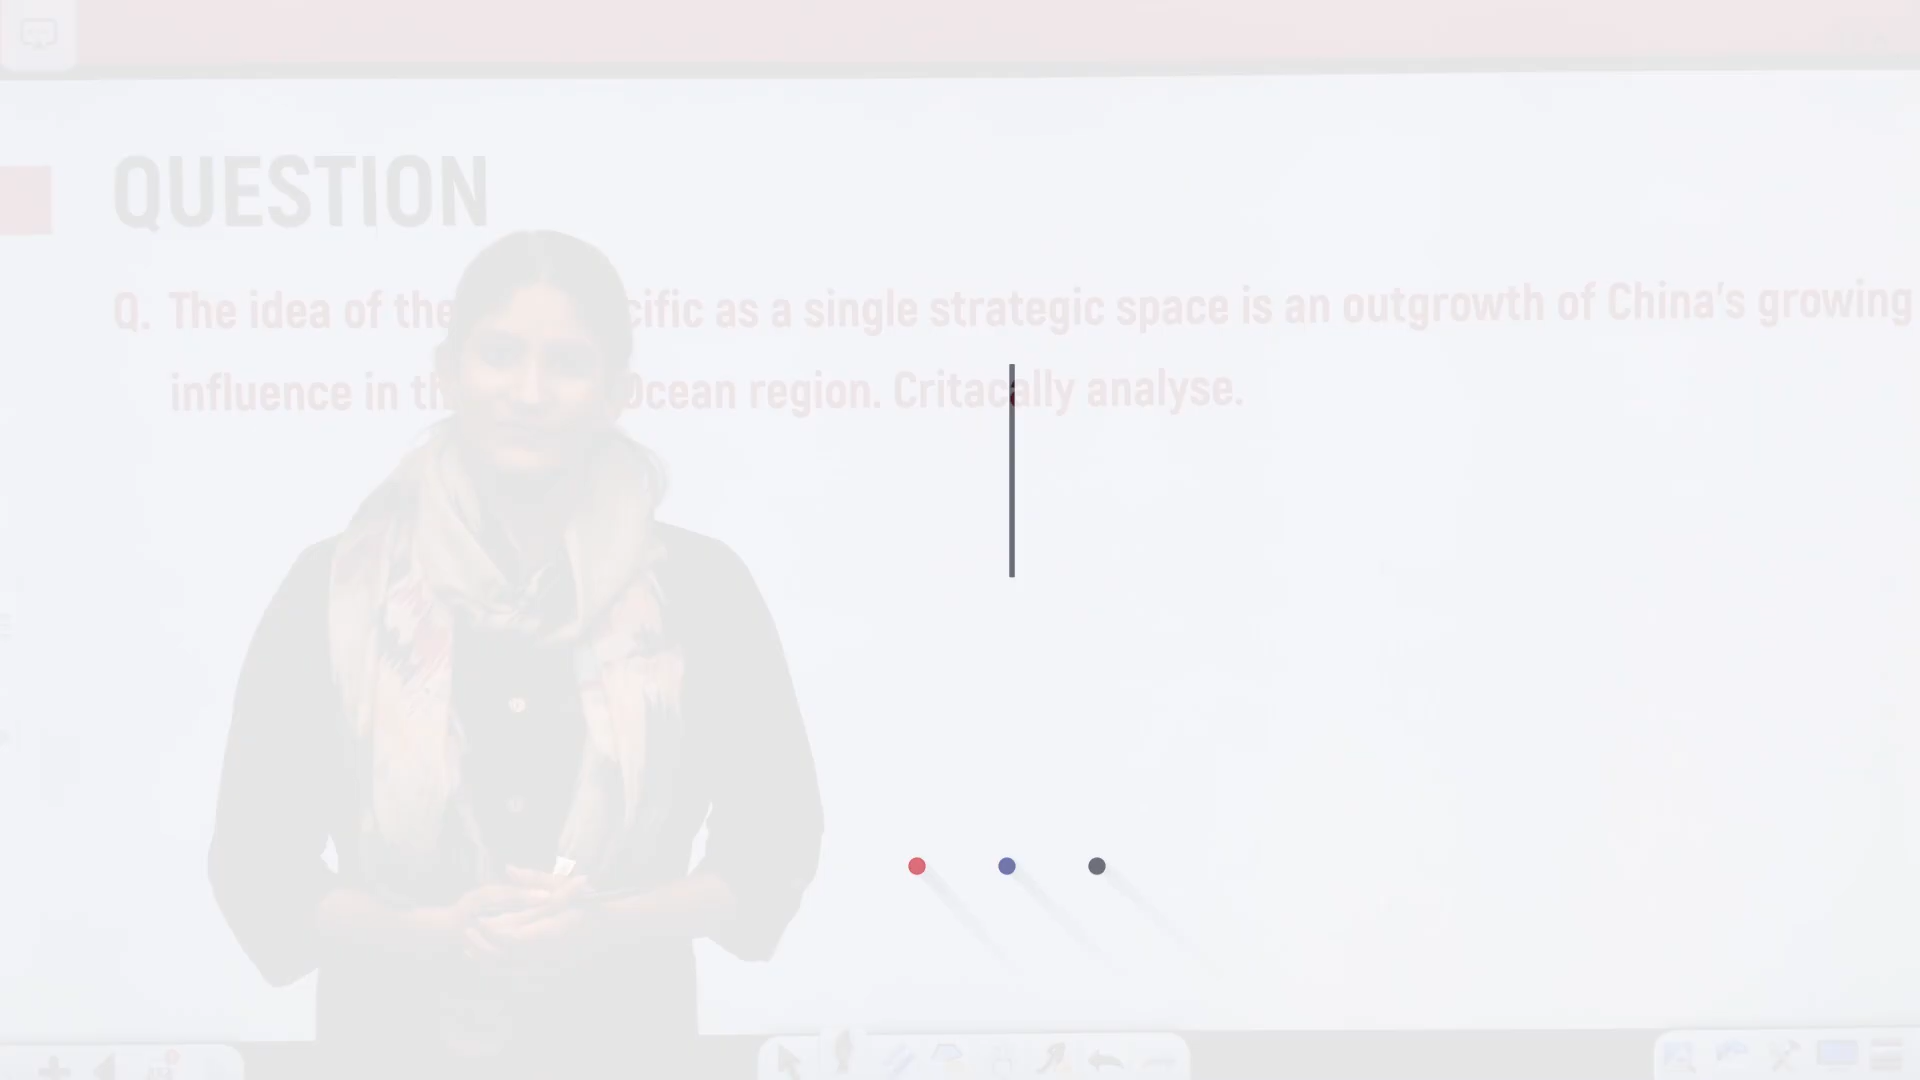 QUESTION
Q. The idea of the cific as a single strategic space is an outgrowth of China's growing
influence in th Ocean region. Critacally analyse.